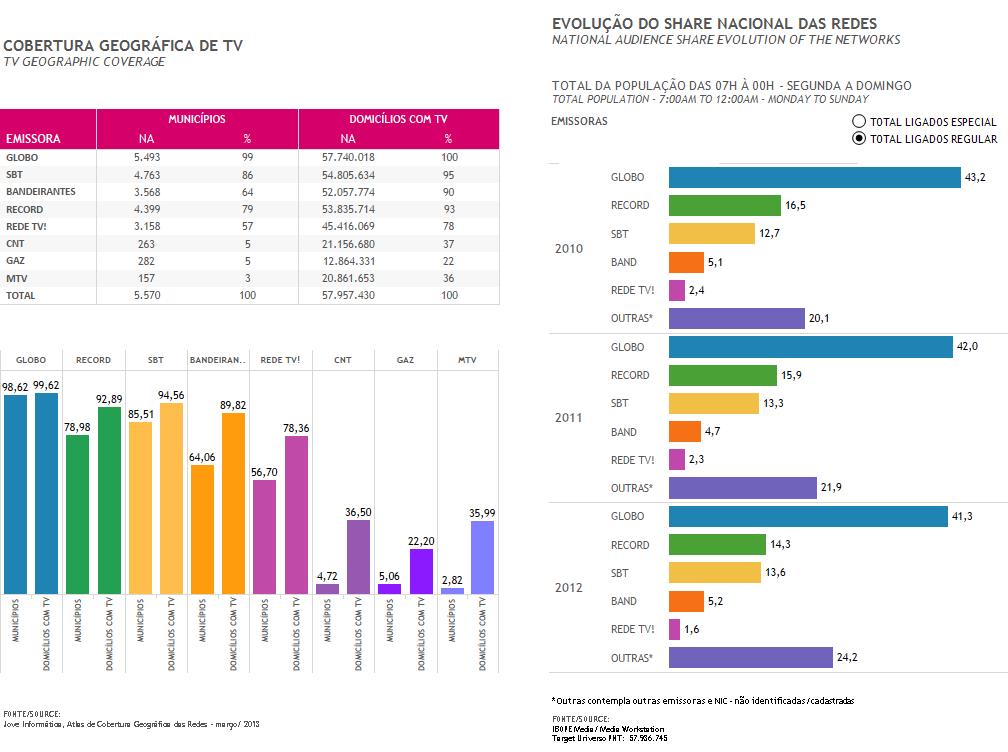 COBERTURA GEOGRÁFICA DE TV
TV GEOGRAPHIC COVERAGE
MUNICÍPIOS DOMICÍLIOS COM TV
EMISSORA NA % NA %
GLOBO 5.493 99 57.740.018 100
SBT 4.763 86 54.805.634 95
BANDEIRANTES 3.568 64 52.057.774 90
RECORD 4.399 79 53.835.714 93
REDE TV! 3.158 57 45.416.069 78
CNT 263 5 21.156.680 37
GAZ 282 5 12.864.331 22
MTV 157 3 20.861.653 36
TOTAL 5.570 100 57.957.430 100
GLOBO RECORD SBT BANDEIRAN.. REDE TV! CNT GAZ MTV
98,62 99,62 78,98 92,89 85,51 94,56 64,06 89,82 56,70 78,36 4,72 36,50 5,06 22,20 2,82 35,99
MUNICÍPIOS DOMICÍLIOS COM TV MUNICÍPIOS DOMICÍLIOS COM TV MUNICÍPIOS DOMICÍLIOS COM TV MUNICÍPIOS DOMICÍLIOS COM TV MUNICÍPIOS DOMICÍLIOS COM TV MUNICÍPIOS DOMICÍLIOS COM TV MUNICÍPIOS DOMICÍLIOS COM TV MUNICÍPIOS DOMICÍLIOS COM TV
FONTE/SOURCE:
Jove Informática, Atlas de Cobertura Geográfica das Redes - março/ 2013
EVOLUÇÃO DO SHARE NACIONAL DAS REDES
NATIONAL AUDIENCE SHARE EVOLUTION OF THE NETWORKS
TOTAL DA POPULAÇÃO DAS 07H À 00H - SEGUNDA A DOMINGO
TOTAL POPULATION - 7:00AM TO 12:00AM - MONDAY TO SUNDAY
EMISSORAS
TOTAL LIGADOS ESPECIAL
TOTAL LIGADOS REGULAR
2010
GLOBO 43,2
RECORD 16,5
SBT 12,7
BAND 5,1
REDE TV! 2,4
OUTRAS* 20,1
2011
GLOBO 42,0
RECORD 15,9
SBT 13,3
BAND 4,7
REDE TV! 2,3
OUTRAS* 21,9
2012
GLOBO 41,3
RECORD 14,3
SBT 13,6
BAND 5,2
REDE TV! 1,6
OUTRAS* 24,2
*Outras contempla outras emissoras e NIC - não identificadas/cadastradas
FONTE/SOURCE:
IBOPE Media/ Media Workstation
Target Universo PNT: 57.936.745